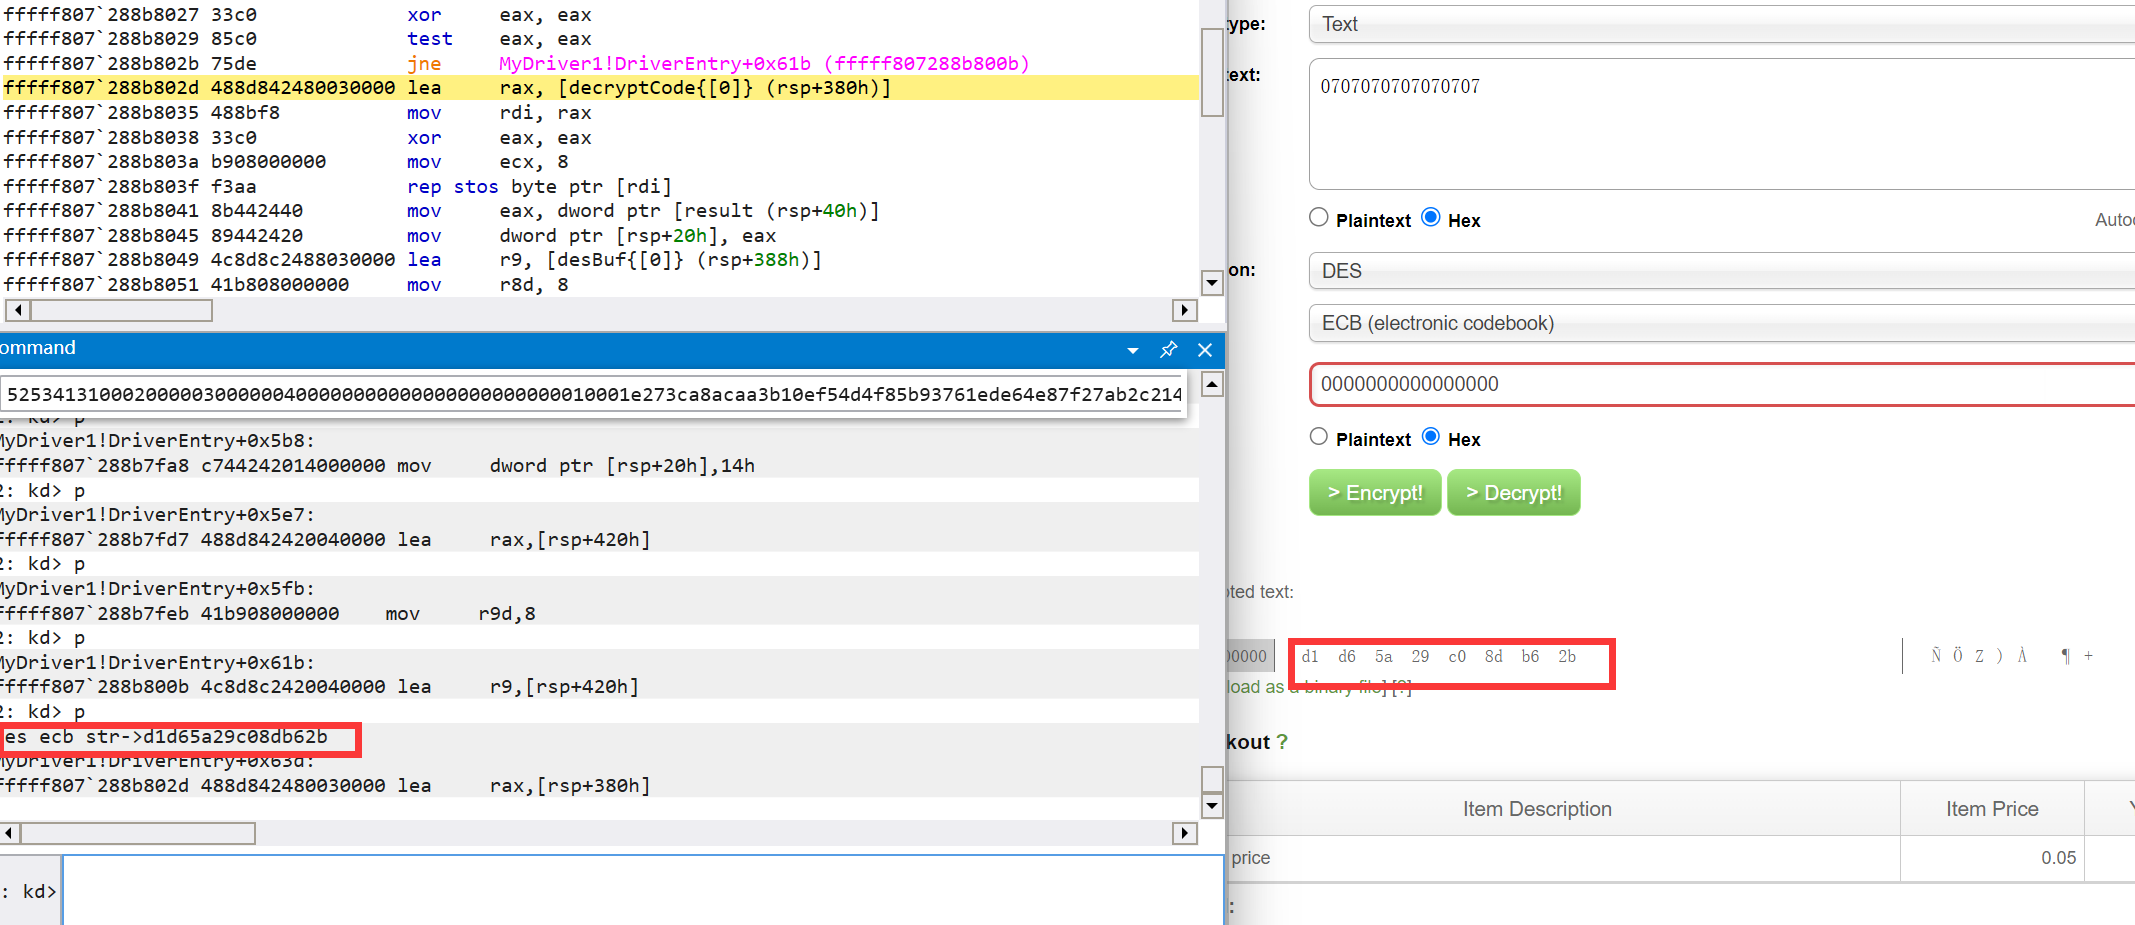 fffff807`288b8027 33c0 xor eax, eax
fffff807`288b8029 85c0 test eax, eax
fffff807`288b802b 75de jne MyDriver1!DriverEntry+0x61b (fffff807288b800b)
fffff807`288b802d 488d842480030000 lea rax, [decryptCode{[0]} (rsp+380h)]
fffff807`288b8035 488bf8 mov rdi, rax
fffff807`288b8038 33c0 xor eax, eax
fffff807`288b803a b908000000 mov ecx, 8
fffff807`288b803f f3aa rep stos byte ptr [rdi]
fffff807`288b8041 8b442440 mov eax, dword ptr [result (rsp+40h)]
fffff807`288b8045 89442420 mov dword ptr [rsp+20h], eax
fffff807`288b8049 4c8d8c2488030000 lea r9, [desBuf{[0]} (rsp+388h)]
fffff807`288b8051 41b808000000 mov r8d, 8
ommand
: kd> p
MyDriver1!DriverEntry+0x5b8:
fffff807`288b7fa8 c744242014000000 mov dword ptr [rsp+20h],14h
2: kd> p
MyDriver1!DriverEntry+0x5e7:
fffff807`288b7fd7 488d842420040000 lea rax,[rsp+420h]
2: kd> p
MyDriver1!DriverEntry+0x5fb:
fffff807`288b7feb 41b908000000 mov r9d,8
2: kd> p
MyDriver1!DriverEntry+0x61b:
fffff807`288b800b 4c8d8c2420040000 lea r9,[rsp+420h]
2: kd> p
es ecb str->d1d65a29c08db62b
MyDriver1!DriverEntry+0x63d:
fffff807`288b802d 488d842480030000 lea rax,[rsp+380h]
: kd>
ype:
Text
ext:
0707070707070707
Plaintext Hex
Auto
on:
DES
ECB (electronic codebook)
0000000000000000
Plaintext Hex
> Encrypt! > Decrypt!
ted text:
00000 d1 d6 5a 29 c0 8d b6 2b Ñ Ö Z ) À ¶ +
load as a binary file] [?]
kout ?
Item Description Item Price
price 0.05
: